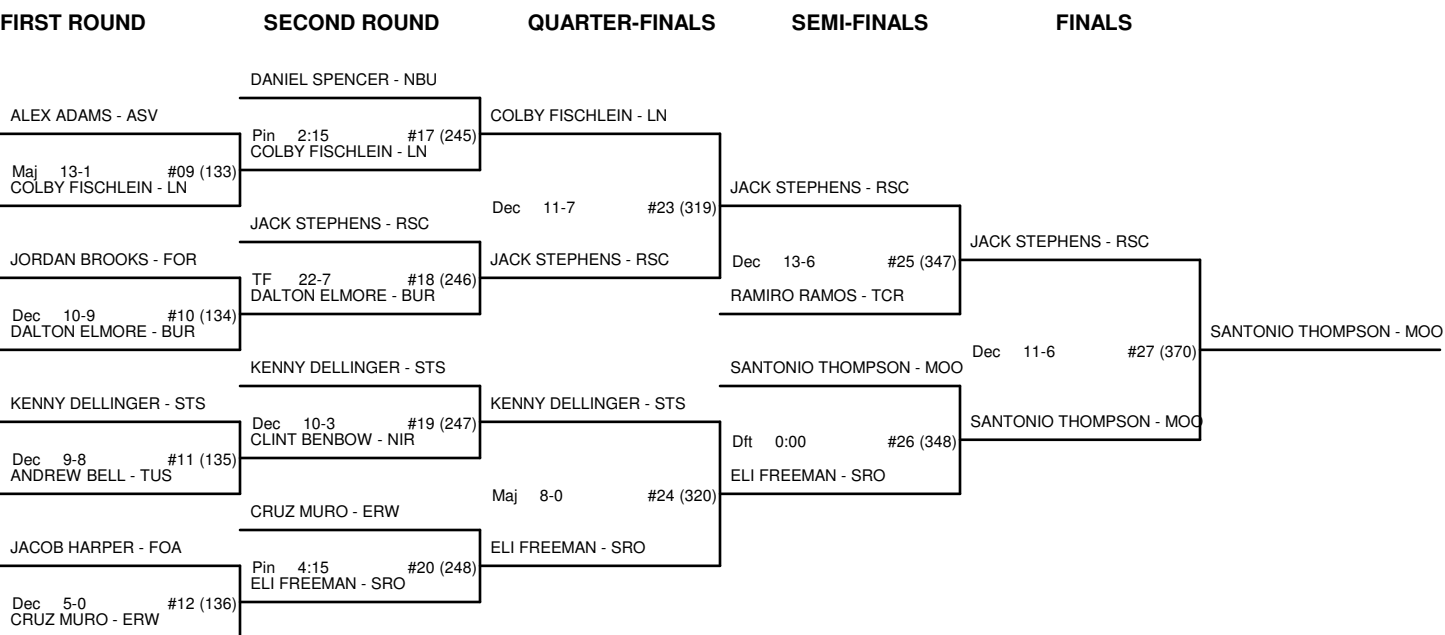 FIRST ROUND SECOND ROUND QUARTER-FINALS SEMI-FINALS FINALS
DANIEL SPENCER - NBU
ALEX ADAMS - ASV COLBY FISCHLEIN - LN
Pin 2:15 #17 (245)
COLBY FISCHLEIN - LN
Maj 13-1 #09 (133)
COLBY FISCHLEIN - LN JACK STEPHENS - RSC
Dec 11-7 #23 (319)
JACK STEPHENS - RSC
JACK STEPHENS - RSC
JORDAN BROOKS - FOR JACK STEPHENS - RSC Dec 13-6 #25 (347)
TF 22-7 #18 (246)
DALTON ELMORE - BUR RAMIRO RAMOS - TCR
Dec 10-9 #10 (134)
DALTON ELMORE - BUR SANTONIO THOMPSON - MOO
Dec 11-6 #27 (370)
KENNY DELLINGER - STS SANTONIO THOMPSON - MOO
KENNY DELLINGER - STS KENNY DELLINGER - STS
Dec 10-3 #19 (247) SANTONIO THOMPSON - MOO
CLINT BENBOW - NIR Dft 0:00 #26 (348)
Dec 9-8 #11 (135)
ANDREW BELL - TUS ELI FREEMAN - SRO
Maj 8-0 #24 (320)
CRUZ MURO - ERW
JACOB HARPER - FOA ELI FREEMAN - SRO
Pin 4:15 #20 (248)
ELI FREEMAN - SRO
Dec 5-0 #12 (136)
CRUZ MURO - ERW